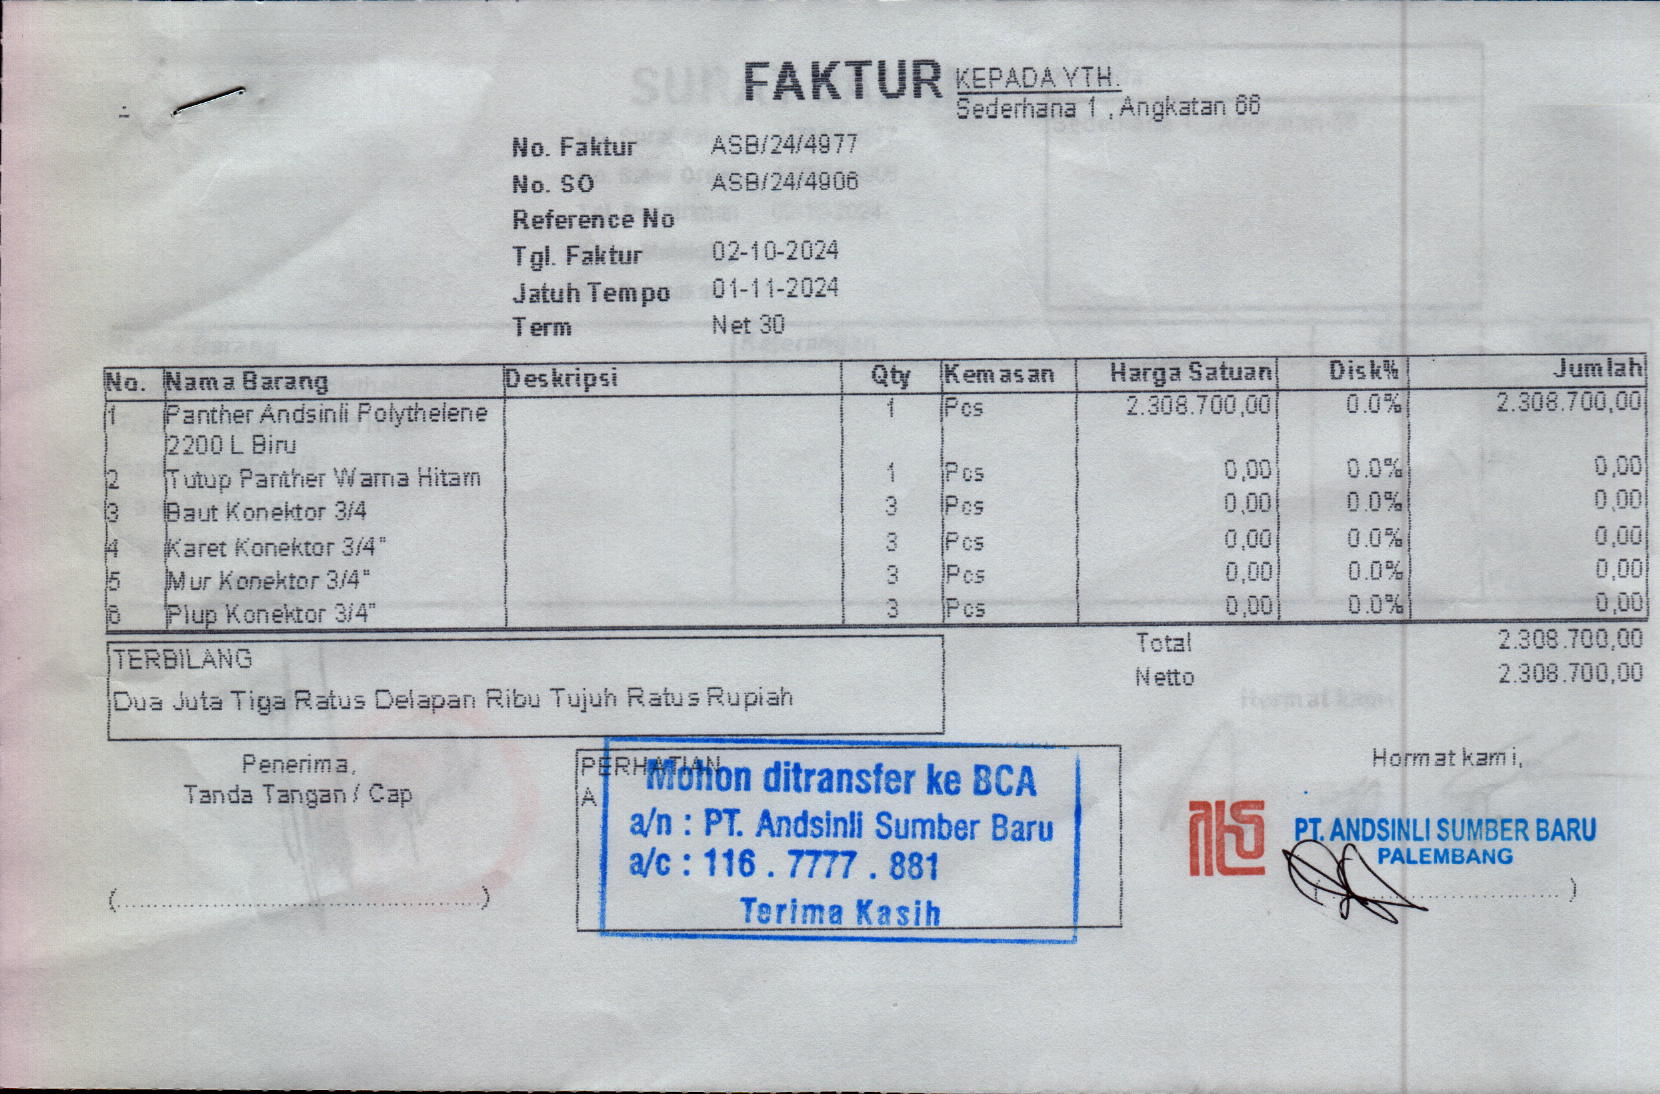 FAKTUR
KEPADA YTH.
Sederhana 1 , Angkatan 66
No. Faktur ASB/24/4977
No. SO ASB/24/4906
Reference No
Tgl. Faktur 02-10-2024
Jatuh Tempo 01-11-2024
Term Net 30
No. Nama Barang Deskripsi Qty Kemasan Harga Satuan Disk% Jumlah
1 Panther Andsinli Polythelene 1 Pcs 2.308.700,00 0.0% 2.308.700,00
2200 L Biru
2 Tutup Panther Warna Hitam 1 Pcs 0,00 0.0% 0,00
3 Baut Konektor 3/4 3 Pcs 0,00 0.0% 0,00
4 Karet Konektor 3/4" 3 Pcs 0,00 0.0% 0,00
5 Mur Konektor 3/4" 3 Pcs 0,00 0.0% 0,00
6 Plup Konektor 3/4" 3 Pcs 0,00 0.0% 0,00
Total 2.308.700,00
Netto 2.308.700,00
TERBILANG
Dua Juta Tiga Ratus Delapan Ribu Tujuh Ratus Rupiah
Penerima,
Tanda Tangan / Cap
(............................................)
PERHATIAN
A
Mohon ditransfer ke BCA
a/n : PT. Andsinli Sumber Baru
a/c : 116 . 7777 . 881
Terima Kasih
Hormat kami,
PT. ANDSINLI SUMBER BARU
PALEMBANG